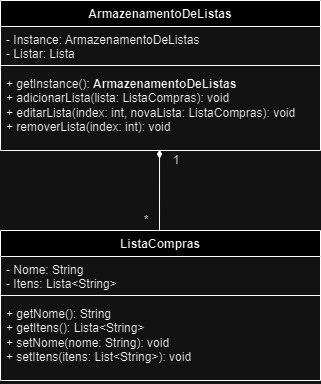 ArmazenamentoDeListas
- Instance: ArmazenamentoDeListas
- Listar: Lista
+ getInstance(): ArmazenamentoDeListas
+ adicionarLista(lista: ListaCompras): void
+ editarLista(index: int, novaLista: ListaCompras): void
+ removerLista(index: int): void
1
*
ListaCompras
- Nome: String
- Itens: Lista<String>
+ getNome(): String
+ getItens(): Lista<String>
+ setNome(nome: String): void
+ setItens(itens: List<String>): void